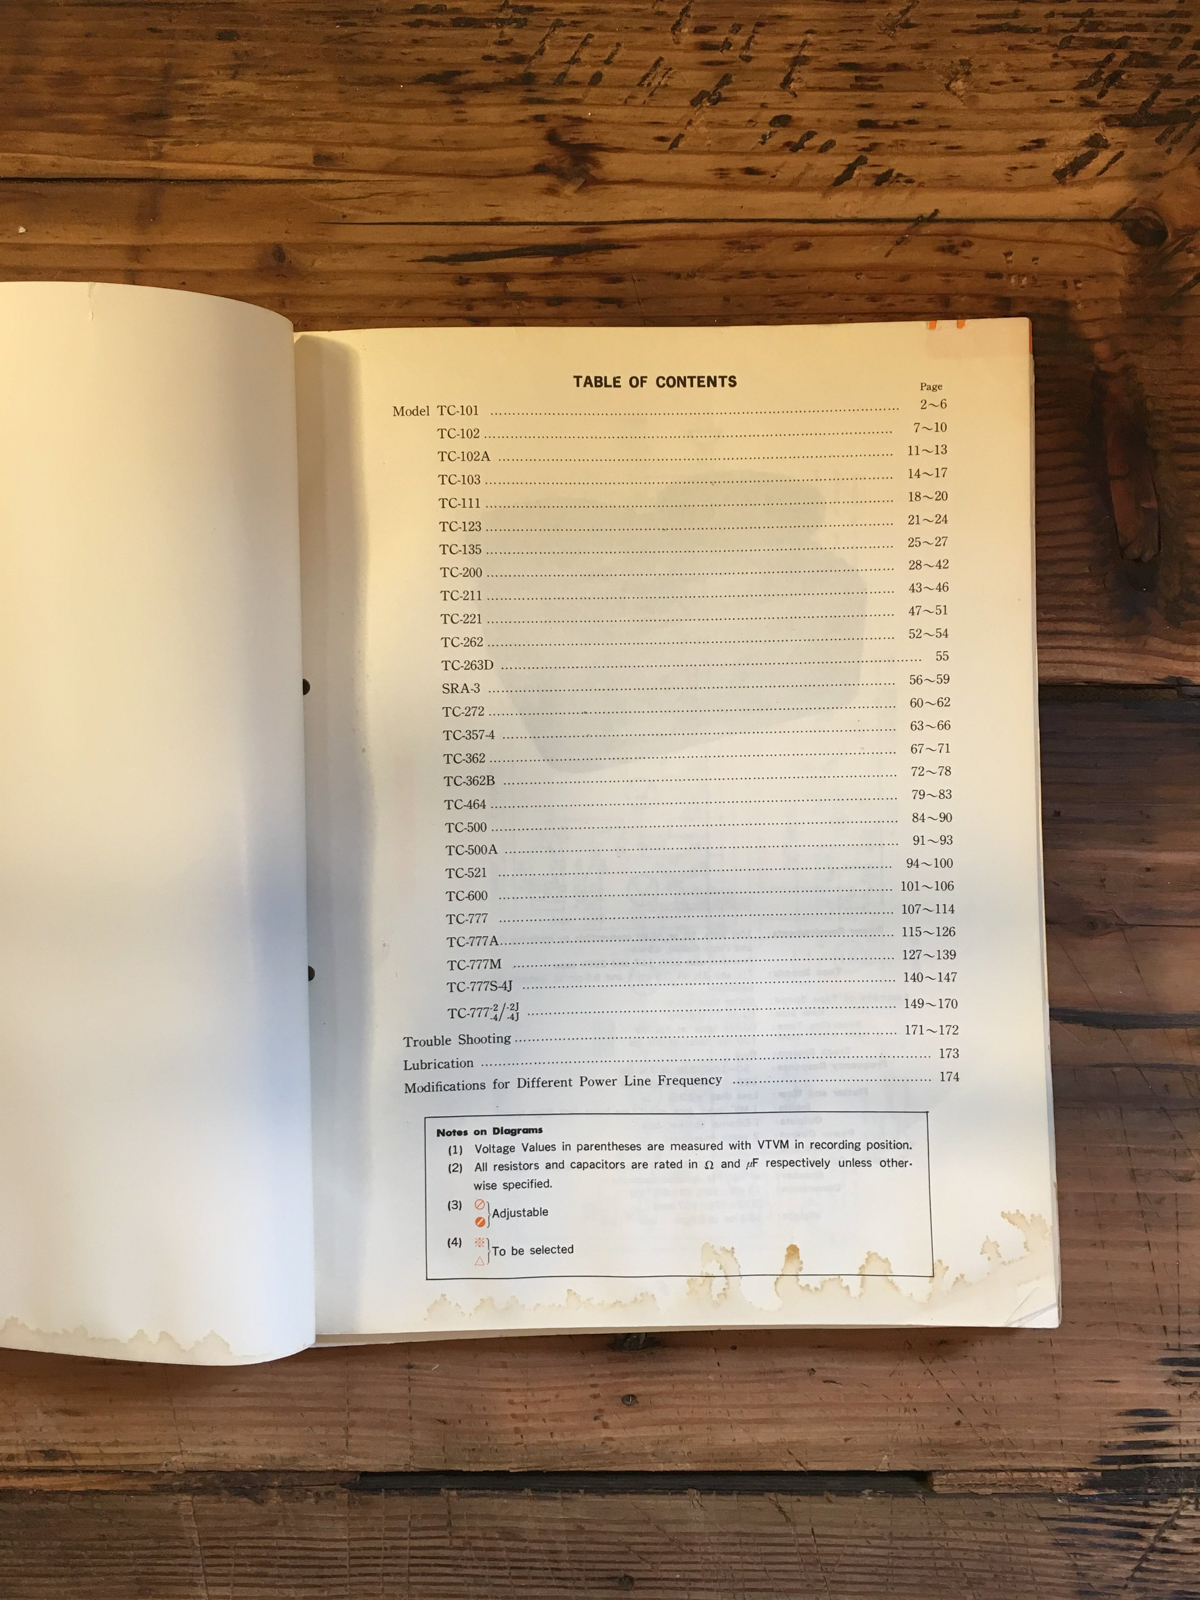 TABLE OF CONTENTS
Page
Model TC-101 ........ 2～6
TC-102 ........ 7～10
TC-102A ........ 11～13
TC-103 ........ 14～17
TC-111 ........ 18～20
TC-123 ........ 21～24
TC-135 ........ 25～27
TC-200 ........ 28～42
TC-211 ........ 43～46
TC-221 ........ 47～51
TC-262 ........ 52～54
TC-263D ........ 55
SRA-3 ........ 56～59
TC-272 ........ 60～62
TC-357-4 ........ 63～66
TC-362 ........ 67～71
TC-362B ........ 72～78
TC-464 ........ 79～83
TC-500 ........ 84～90
TC-500A ........ 91～93
TC-521 ........ 94～100
TC-600 ........ 101～106
TC-777 ........ 107～114
TC-777A ........ 115～126
TC-777M ........ 127～139
TC-777S-4J ........ 140～147
TC-777-2-4/-2J-4J ........ 149～170
Trouble Shooting ........ 171～172
Lubrication ........ 173
Modifications for Different Power Line Frequency ........ 174
Notes on Diagrams
(1) Voltage Values in parentheses are measured with VTVM in recording position.
(2) All resistors and capacitors are rated in Ω and μF respectively unless other-
wise specified.
(3) ⊘ } Adjustable
(4) ※ △ } To be selected